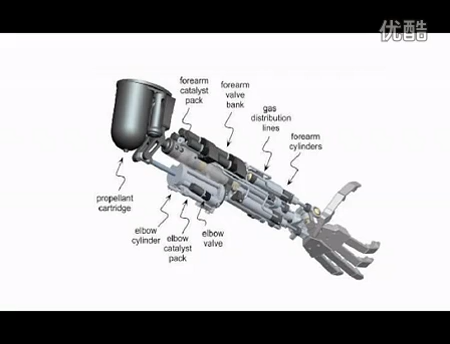 优酷
forearm
catalyst
pack
forearm
valve
bank
gas
distribution
lines
forearm
cylinders
propellant
cartridge
elbow
cylinder
elbow
catalyst
pack
elbow
valve